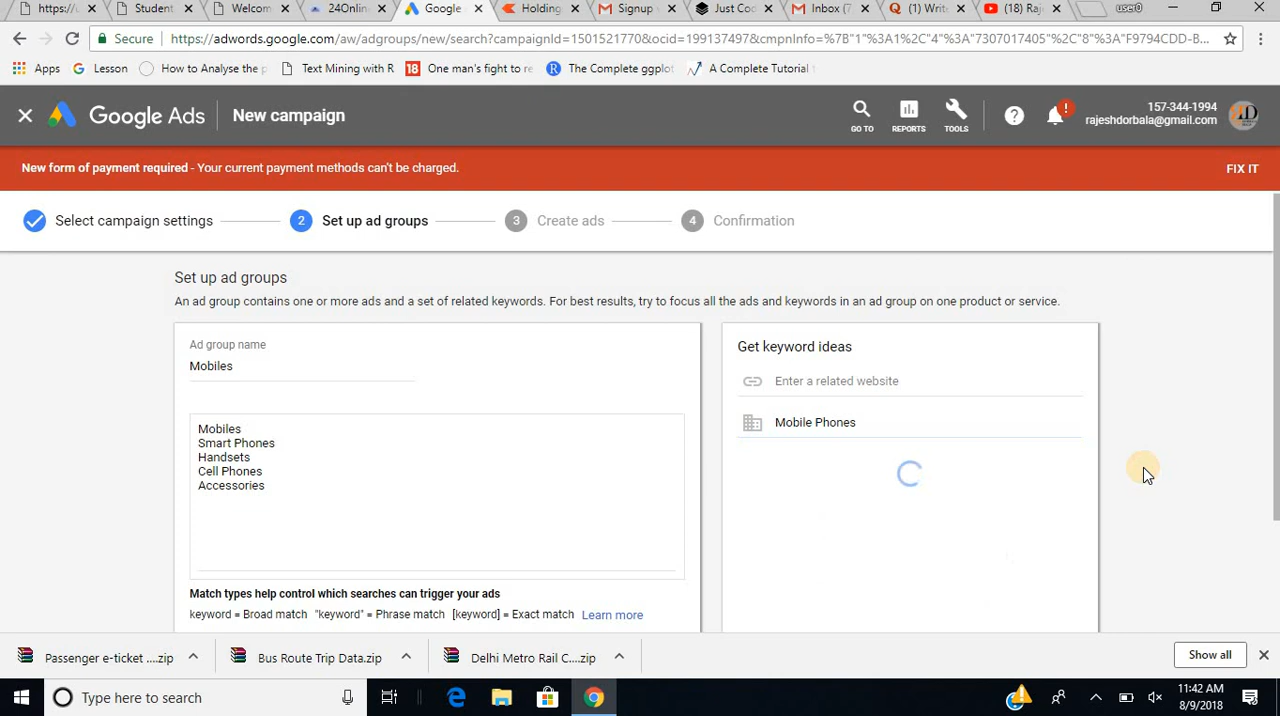 https://u
Student
Welcom
24Onlin
Google
Holding
Signup
Just Cod
Inbox (7
(1) Write
(18) Raje
user0
Secure
https://adwords.google.com/aw/adgroups/new/search?campaignId=1501521770&ocid=199137497&cmpnInfo=%7B"1"%3A1%2C"4"%3A"7307017405"%2C"8"%3A"F9794CDD-B...
Apps
Lesson
How to Analyse the p
Text Mining with R
18
One man's fight to re
R
The Complete ggplot
A Complete Tutorial t
Google Ads
New campaign
GO TO
REPORTS
TOOLS
157-344-1994
rajeshdorbala@gmail.com
New form of payment required - Your current payment methods can't be charged.
FIX IT
Select campaign settings
2 Set up ad groups
3 Create ads
4 Confirmation
Set up ad groups
An ad group contains one or more ads and a set of related keywords. For best results, try to focus all the ads and keywords in an ad group on one product or service.
Ad group name
Mobiles
Mobiles
Smart Phones
Handsets
Cell Phones
Accessories
Match types help control which searches can trigger your ads
keyword = Broad match "keyword" = Phrase match [keyword] = Exact match Learn more
Get keyword ideas
Enter a related website
Mobile Phones
Passenger e-ticket ....zip
Bus Route Trip Data.zip
Delhi Metro Rail C....zip
Show all
Type here to search
11:42 AM
8/9/2018